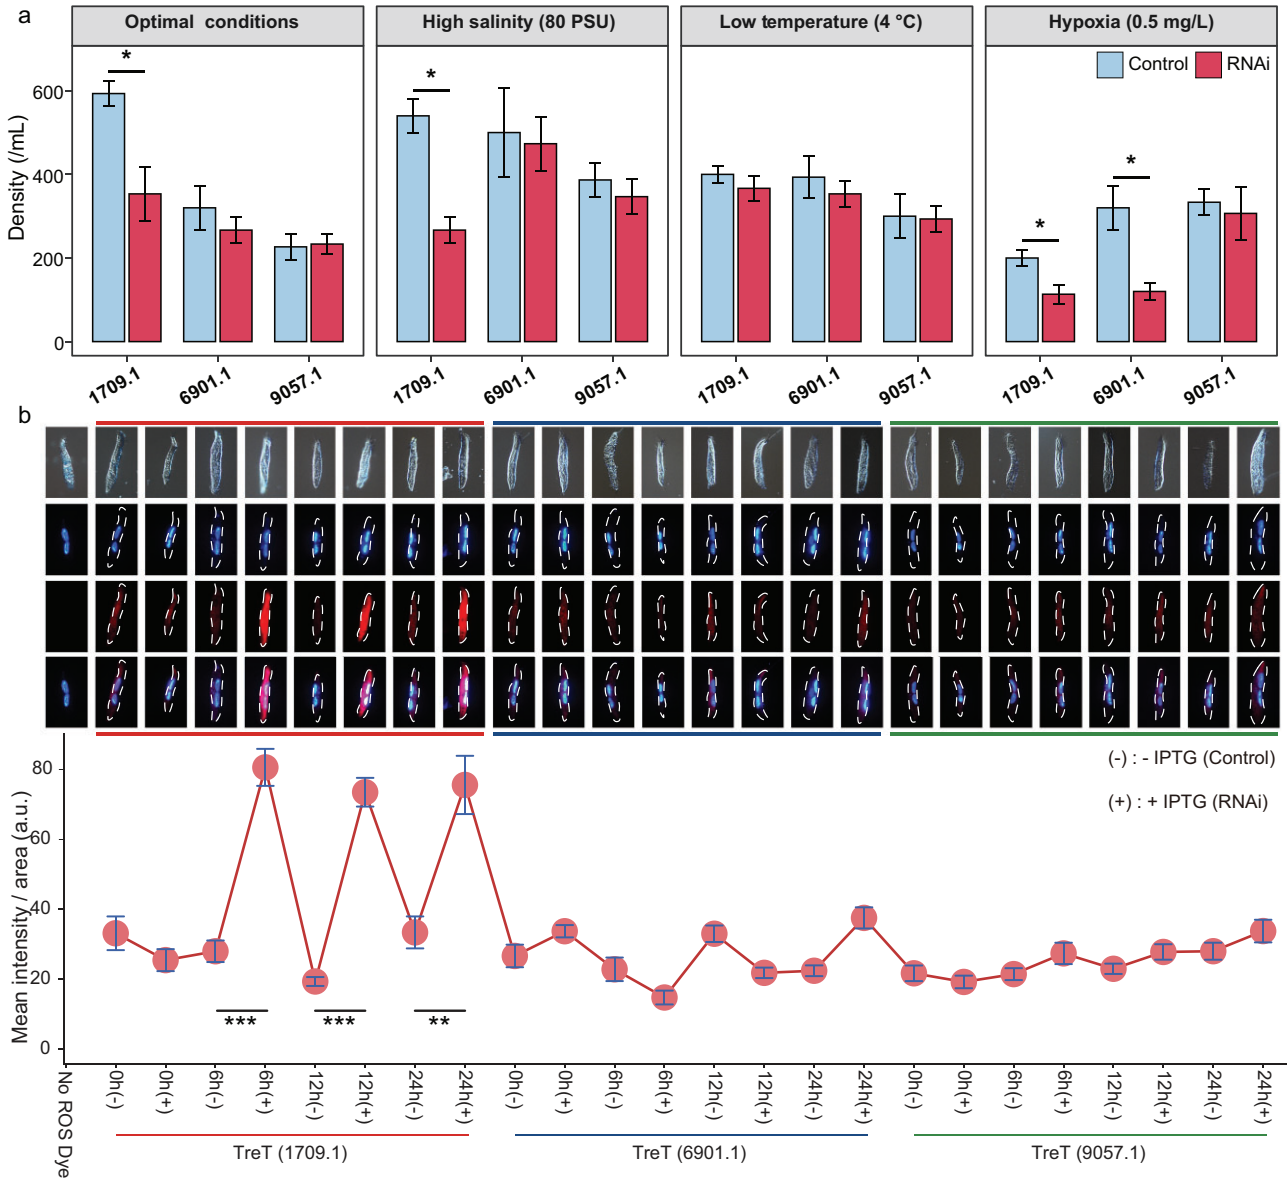 a
Optimal conditions
High salinity (80 PSU)
Low temperature (4 °C)
Hypoxia (0.5 mg/L)
Control
RNAi
Density (/mL)
600
400
200
0
*
*
*
*
1709.1
6901.1
9057.1
1709.1
6901.1
9057.1
1709.1
6901.1
9057.1
1709.1
6901.1
9057.1
b
(-) : - IPTG (Control)
(+) : + IPTG (RNAi)
Mean intensity / area (a.u.)
80
60
40
20
0
***
***
**
No ROS Dye
0h(-)
0h(+)
6h(-)
6h(+)
12h(-)
12h(+)
24h(-)
24h(+)
0h(-)
0h(+)
6h(-)
6h(+)
12h(-)
12h(+)
24h(-)
24h(+)
0h(-)
0h(+)
6h(-)
6h(+)
12h(-)
12h(+)
24h(-)
24h(+)
TreT (1709.1)
TreT (6901.1)
TreT (9057.1)